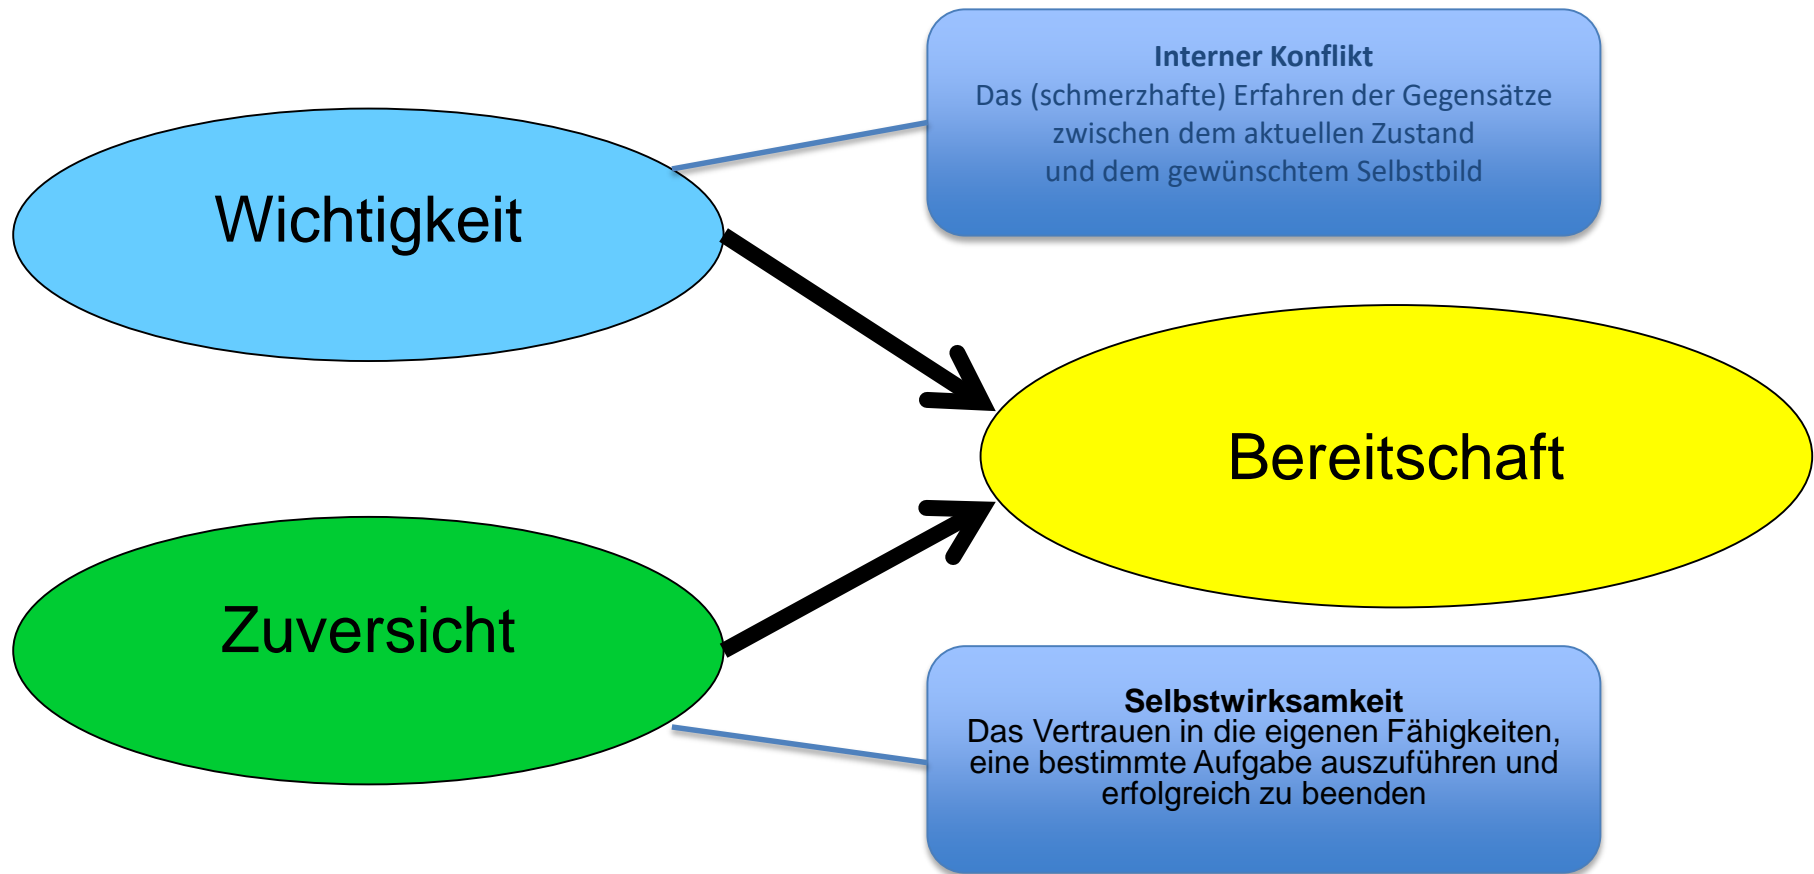 Interner Konflikt
Das (schmerzhafte) Erfahren der Gegensätze
zwischen dem aktuellen Zustand
und dem gewünschtem Selbstbild
Wichtigkeit
Bereitschaft
Zuversicht
Selbstwirksamkeit
Das Vertrauen in die eigenen Fähigkeiten,
eine bestimmte Aufgabe auszuführen und
erfolgreich zu beenden